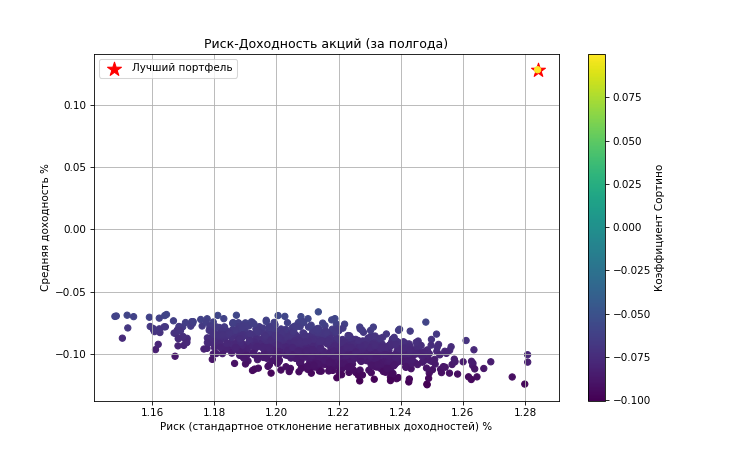 Риск-Доходность акций (за полгода)
Лучший портфель
0.10
0.05
0.00
−0.05
−0.10
Средняя доходность %
1.16 1.18 1.20 1.22 1.24 1.26 1.28
Риск (стандартное отклонение негативных доходностей) %
0.075
0.050
0.025
0.000
−0.025
−0.050
−0.075
−0.100
Коэффициент Сортино